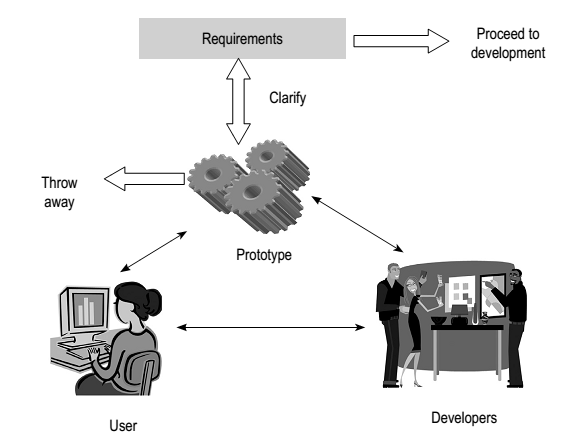 Requirements
Proceed to
development
Clarify
Throw
away
Prototype
User
Developers